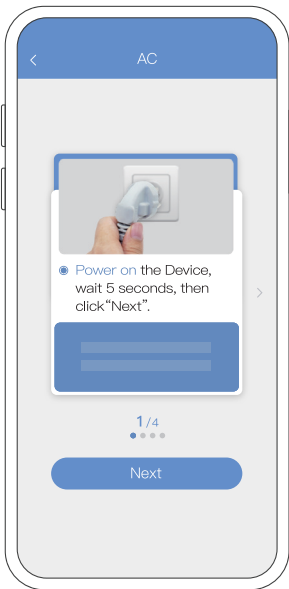 AC
Power on the Device,
wait 5 seconds, then
click“Next”.
1/4
Next